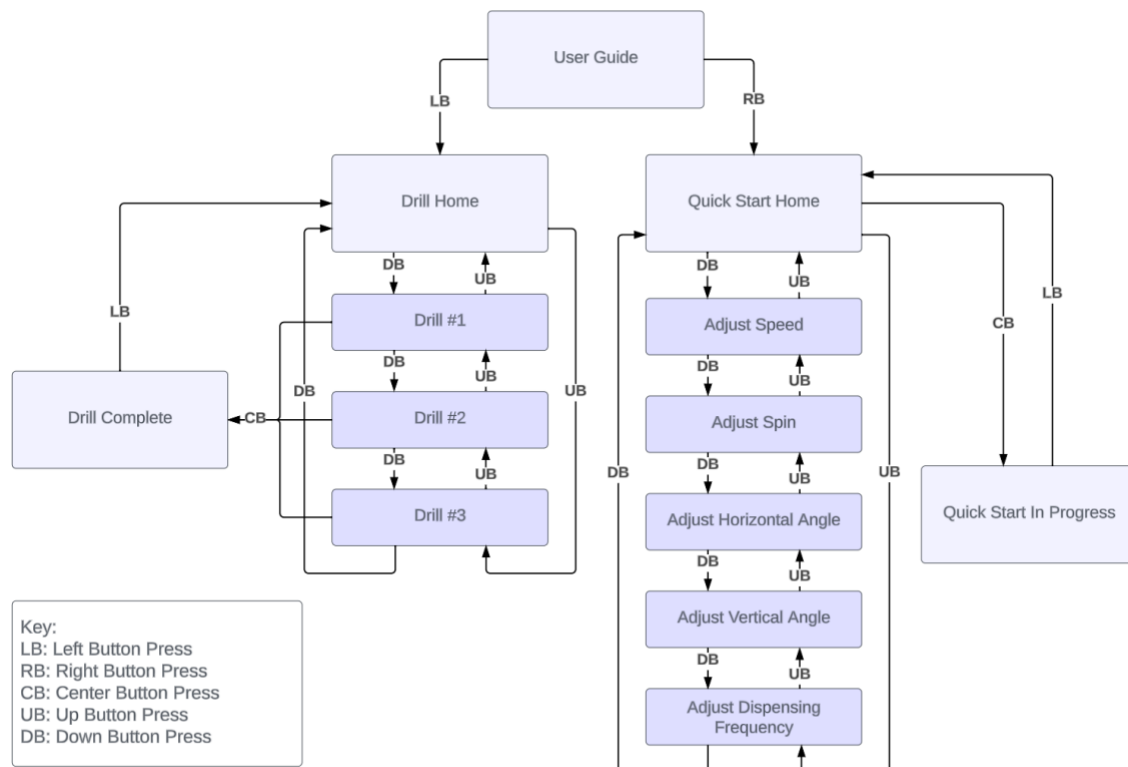 User Guide
LB
RB
Drill Home
Quick Start Home
DB
UB
DB
UB
LB
Drill #1
Adjust Speed
LB
CB
DB
UB
DB
UB
DB
UB
Drill Complete
CB
Drill #2
Adjust Spin
DB
UB
DB
UB
DB
UB
Drill #3
Adjust Horizontal Angle
Quick Start In Progress
DB
UB
Adjust Vertical Angle
DB
UB
Adjust Dispensing
Frequency
Key:
LB: Left Button Press
RB: Right Button Press
CB: Center Button Press
UB: Up Button Press
DB: Down Button Press